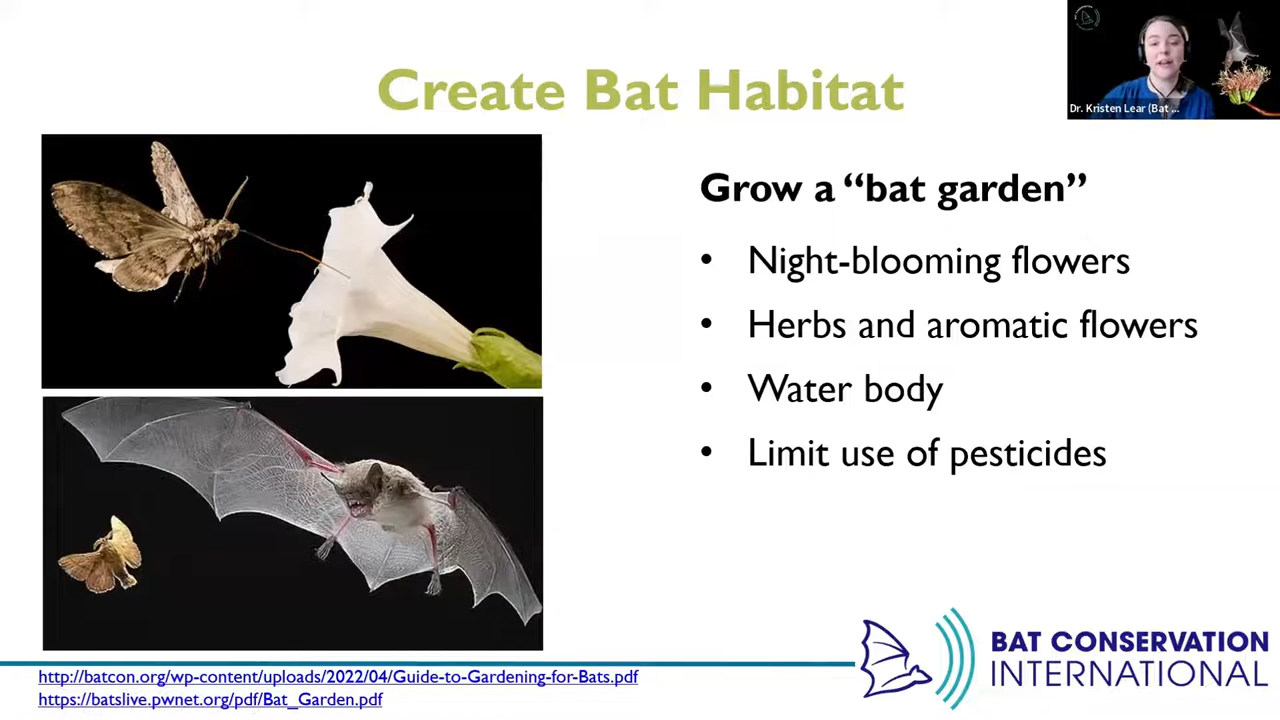 Create Bat Habitat
Dr. Kristen Lear (Bat ...
Grow a “bat garden”
• Night-blooming flowers
• Herbs and aromatic flowers
• Water body
• Limit use of pesticides
BAT CONSERVATION
INTERNATIONAL
http://batcon.org/wp-content/uploads/2022/04/Guide-to-Gardening-for-Bats.pdf
https://batslive.pwnet.org/pdf/Bat_Garden.pdf